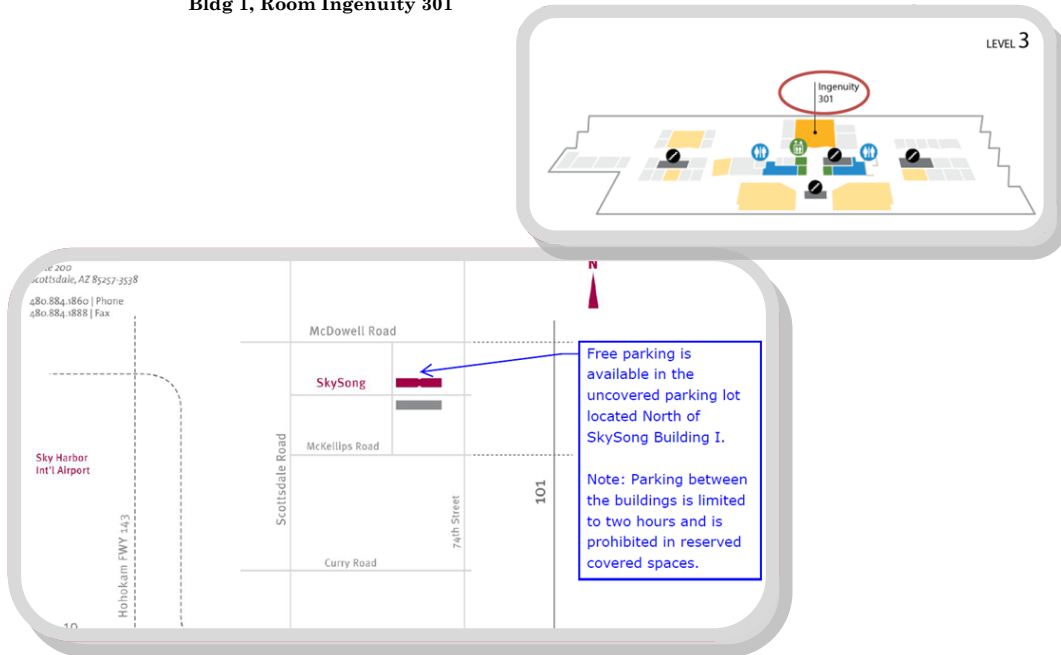 Bldg 1, Room Ingenuity 301
LEVEL 3
Ingenuity
301
200
Scottsdale, AZ 85257-3538
480.884.1860 | Phone
480.884.1888 | Fax
N
McDowell Road
SkySong
McKellips Road
Scottsdale Road
74th Street
101
Sky Harbor
Int'l Airport
Hohokam FWY 143
Curry Road
Free parking is
available in the
uncovered parking lot
located North of
SkySong Building I.
Note: Parking between
the buildings is limited
to two hours and is
prohibited in reserved
covered spaces.